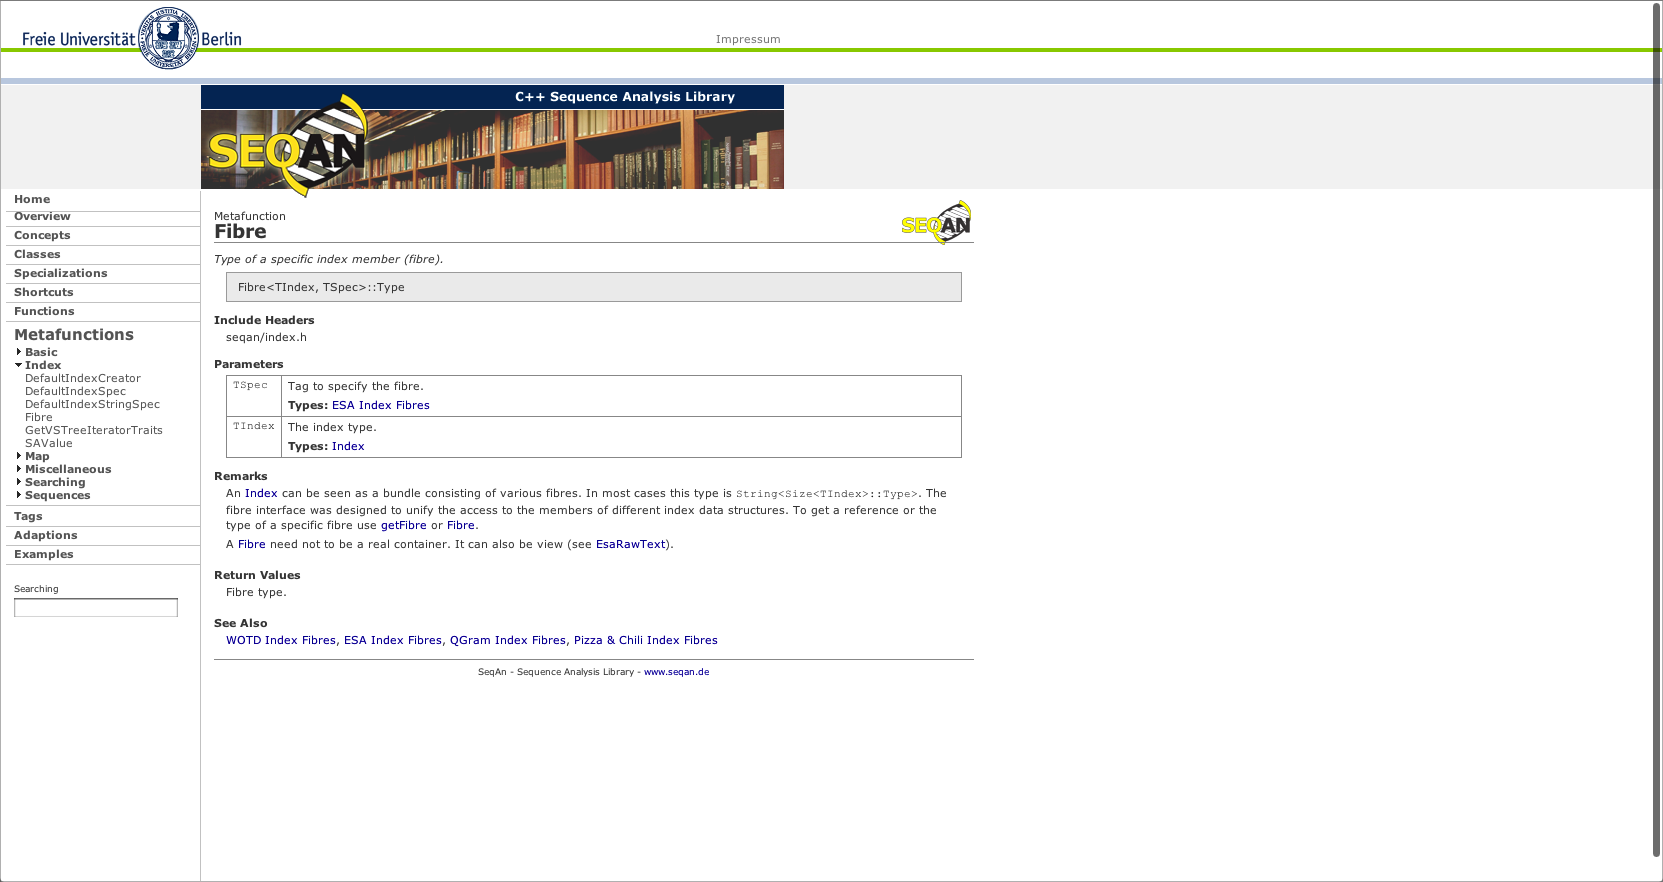 Freie Universität Berlin
Impressum
C++ Sequence Analysis Library
SEQAN
Home
Overview
Concepts
Classes
Specializations
Shortcuts
Functions
Metafunctions
Basic
Index
DefaultIndexCreator
DefaultIndexSpec
DefaultIndexStringSpec
Fibre
GetVSTreeIteratorTraits
SAValue
Map
Miscellaneous
Searching
Sequences
Tags
Adaptions
Examples
Searching
Metafunction
Fibre
SEQAN
Type of a specific index member (fibre).
Fibre<TIndex, TSpec>::Type
Include Headers
seqan/index.h
Parameters
TSpec Tag to specify the fibre.
Types: ESA Index Fibres
TIndex The index type.
Types: Index
Remarks
An Index can be seen as a bundle consisting of various fibres. In most cases this type is String<Size<TIndex>::Type>. The
fibre interface was designed to unify the access to the members of different index data structures. To get a reference or the
type of a specific fibre use getFibre or Fibre.
A Fibre need not to be a real container. It can also be view (see EsaRawText).
Return Values
Fibre type.
See Also
WOTD Index Fibres, ESA Index Fibres, QGram Index Fibres, Pizza & Chili Index Fibres
SeqAn - Sequence Analysis Library - www.seqan.de